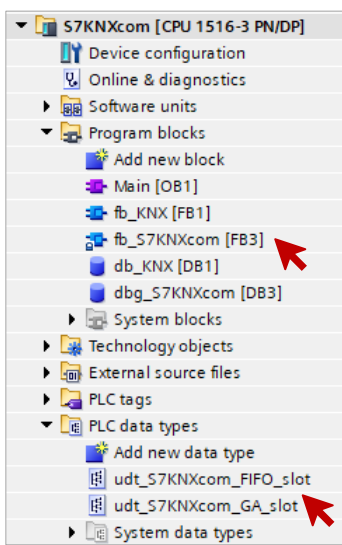 S7KNXcom [CPU 1516-3 PN/DP]
Device configuration
Online & diagnostics
Software units
Program blocks
Add new block
Main [OB1]
fb_KNX [FB1]
fb_S7KNXcom [FB3]
db_KNX [DB1]
dbg_S7KNXcom [DB3]
System blocks
Technology objects
External source files
PLC tags
PLC data types
Add new data type
udt_S7KNXcom_FIFO_slot
udt_S7KNXcom_GA_slot
System data types